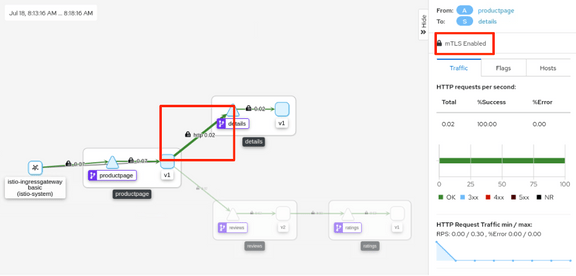 Jul 18, 8:13:16 AM ... 8:18:16 AM
Hide
From: A productpage
To: S details
mTLS Enabled
Traffic
Flags
Hosts
HTTP requests per second:
Total
%Success
%Error
0.02
100.00
0.00
0
25
50
75
100
OK
3xx
4xx
5xx
NR
HTTP Request Traffic min / max:
RPS: 0.00 / 0.30 , %Error 0.00 / 0.00
0.02
details
v1
details
http 0.02
istio-ingressgateway
basic
(istio-system)
productpage
v1
productpage
reviews
v2
reviews
ratings
v1
ratings